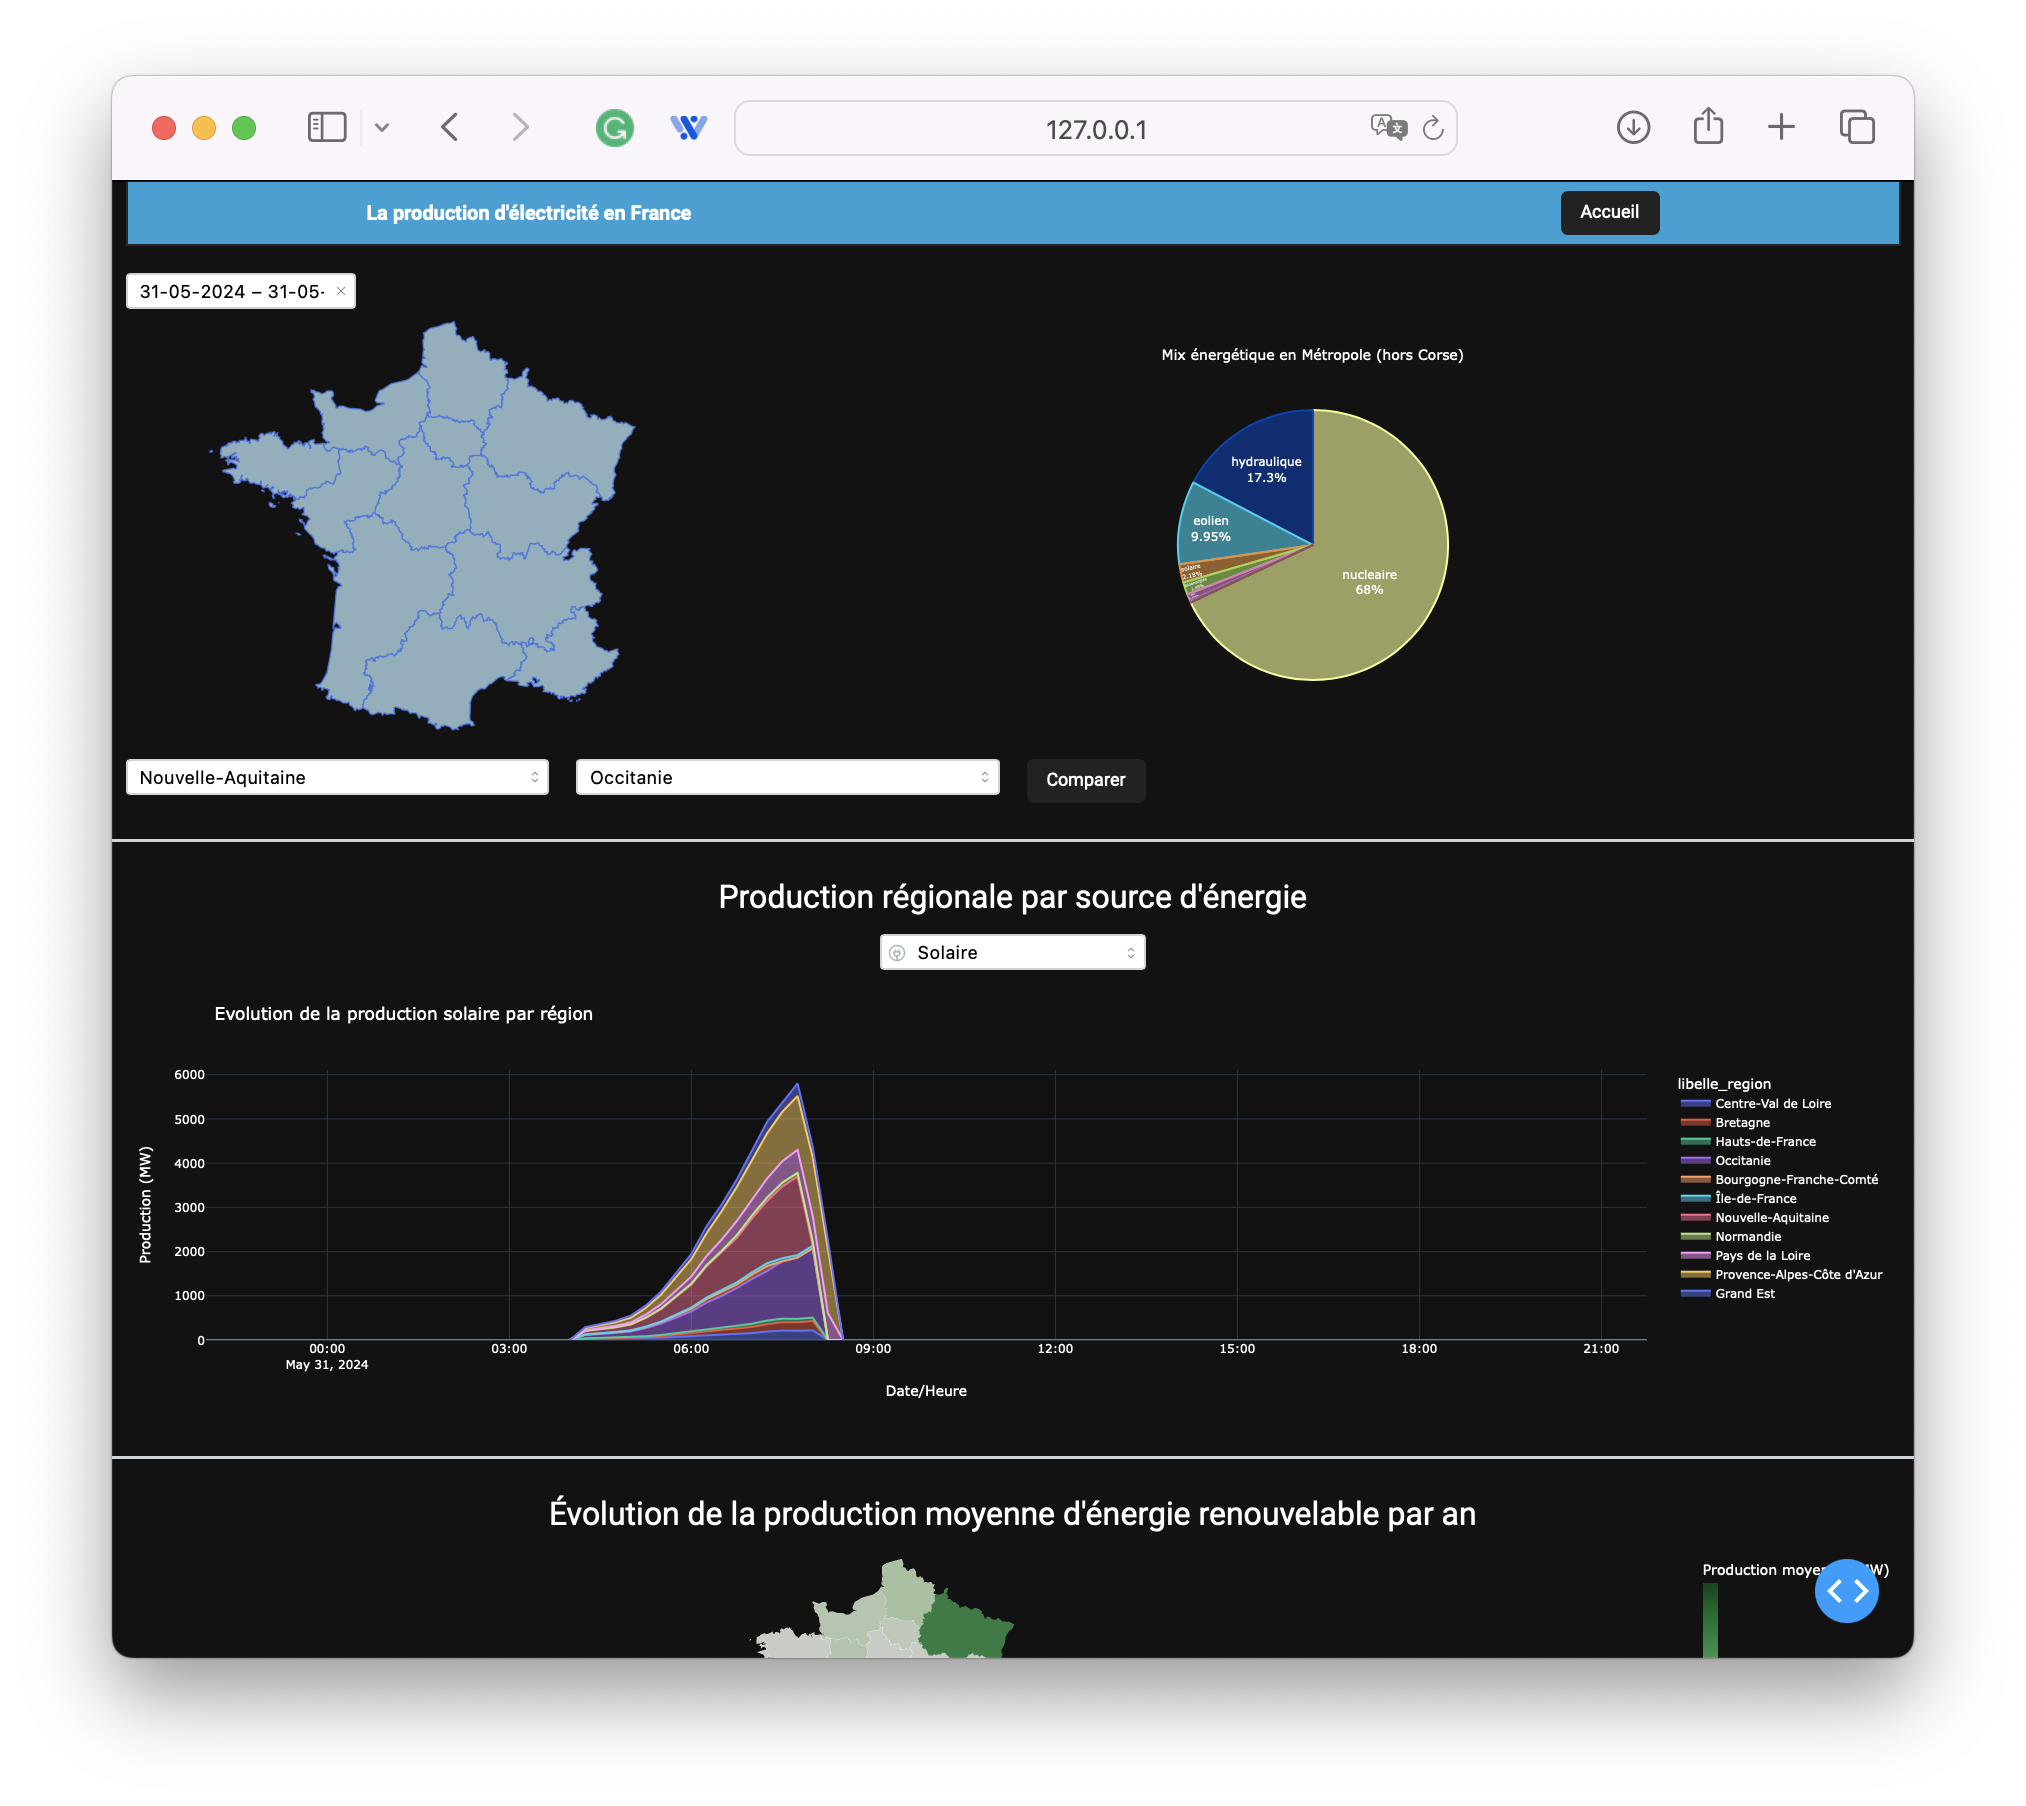 127.0.0.1
La production d'électricité en France
Accueil
31-05-2024 – 31-05-
Mix énergétique en Métropole (hors Corse)
hydraulique
17.3%
eolien
9.95%
solaire
2.18%
nucleaire
68%
Nouvelle-Aquitaine
Occitanie
Comparer
Production régionale par source d'énergie
Solaire
Evolution de la production solaire par région
6000
5000
4000
3000
2000
1000
0
Production (MW)
00:00
May 31, 2024
03:00
06:00
09:00
12:00
15:00
18:00
21:00
Date/Heure
libelle_region
Centre-Val de Loire
Bretagne
Hauts-de-France
Occitanie
Bourgogne-Franche-Comté
Île-de-France
Nouvelle-Aquitaine
Normandie
Pays de la Loire
Provence-Alpes-Côte d'Azur
Grand Est
Évolution de la production moyenne d'énergie renouvelable par an
Production